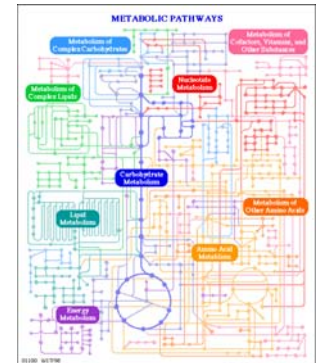 METABOLIC PATHWAYS
Metabolism of
Complex Carbohydrates
Nucleotide
Metabolism
Metabolism of
Cofactors, Vitamins, and
Other Substances
Metabolism of
Complex Lipids
Carbohydrate
Metabolism
Lipid
Metabolism
Metabolism of
Other Amino Acids
Amino Acid
Metabolism
Energy
Metabolism